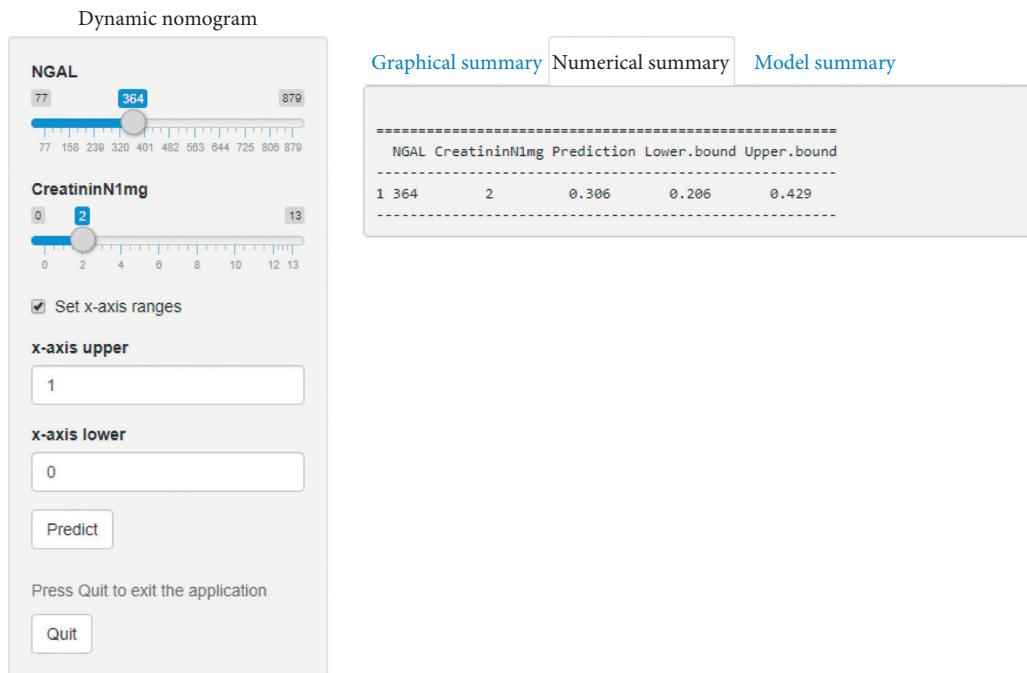 Dynamic nomogram
NGAL
77 364 879
77 158 239 320 401 482 563 644 725 806 879
CreatininN1mg
0 2 13
0 2 4 6 8 10 12 13
Set x-axis ranges
x-axis upper
1
x-axis lower
0
Predict
Press Quit to exit the application
Quit
Graphical summary Numerical summary Model summary
=======================================================
NGAL CreatininN1mg Prediction Lower.bound Upper.bound
-------------------------------------------------------
1 364 2 0.306 0.206 0.429
-------------------------------------------------------